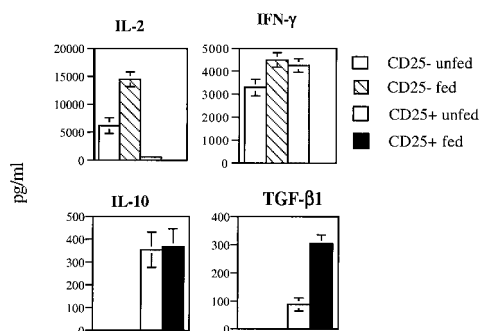 IL-2
20000
15000
10000
5000
0
IFN-γ
5000
4000
3000
2000
1000
0
CD25- unfed
CD25- fed
CD25+ unfed
CD25+ fed
pg/ml
IL-10
500
400
300
200
100
0
TGF-β1
400
300
200
100
0